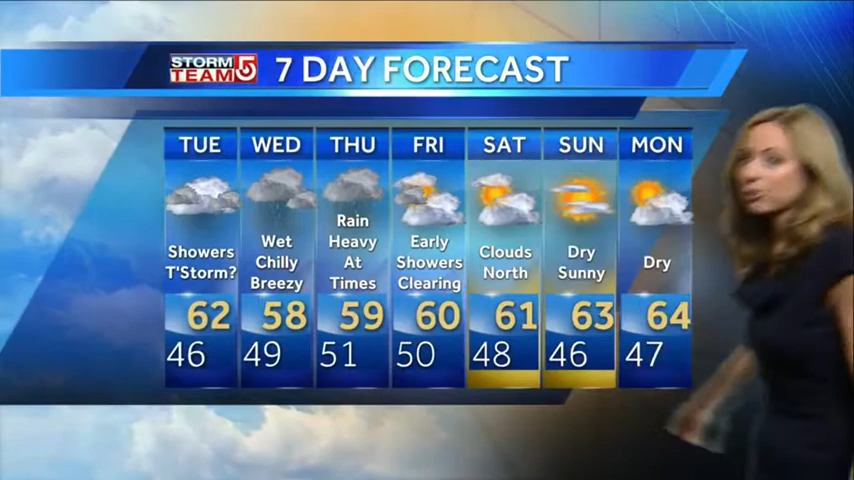 STORM TEAM 5
7 DAY FORECAST
TUE WED THU FRI SAT SUN MON
Showers
T'Storm?
Wet
Chilly
Breezy
Rain
Heavy
At
Times
Early
Showers
Clearing
Clouds
North
Dry
Sunny
Dry
62 58 59 60 61 63 64
46 49 51 50 48 46 47